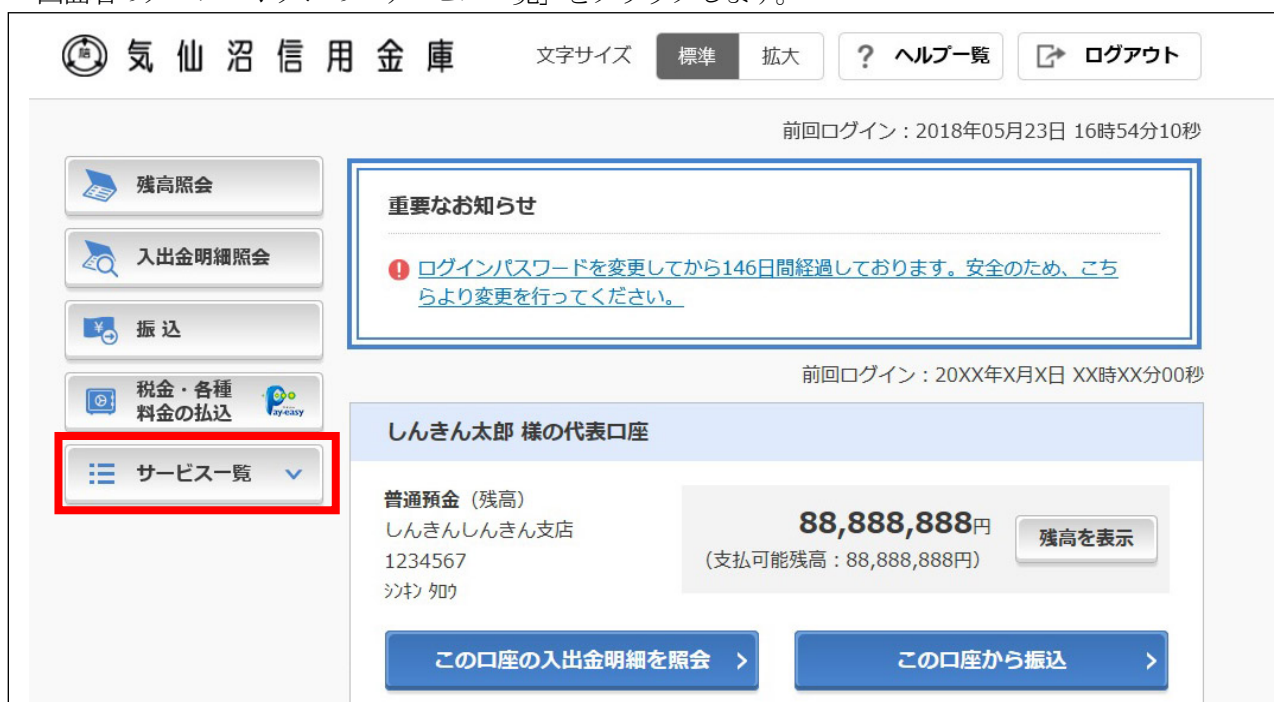 気仙沼信用金庫
文字サイズ 標準 拡大 ? ヘルプ一覧 ログアウト
前回ログイン：2018年05月23日 16時54分10秒
残高照会
入出金明細照会
振込
税金・各種
料金の払込
Pay-easy
サービス一覧
重要なお知らせ
ログインパスワードを変更してから146日間経過しております。安全のため、こち
らより変更を行ってください。
前回ログイン：20XX年X月X日 XX時XX分00秒
しんきん太郎 様の代表口座
普通預金（残高）
しんきんしんきん支店
1234567
ｼﾝｷﾝ ﾀﾛｳ
88,888,888円
（支払可能残高：88,888,888円）
残高を表示
この口座の入出金明細を照会
この口座から振込